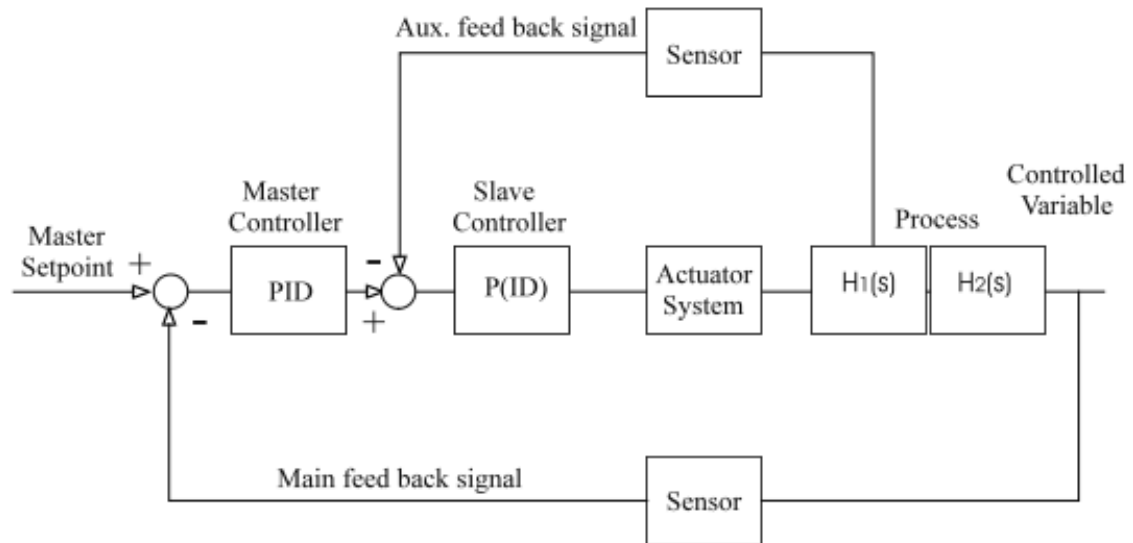 Aux. feed back signal
Sensor
Controlled
Variable
Master
Controller
Slave
Controller
Process
Master
Setpoint
+
-
PID
-
+
P(ID)
Actuator
System
H1(s)
H2(s)
Main feed back signal
Sensor